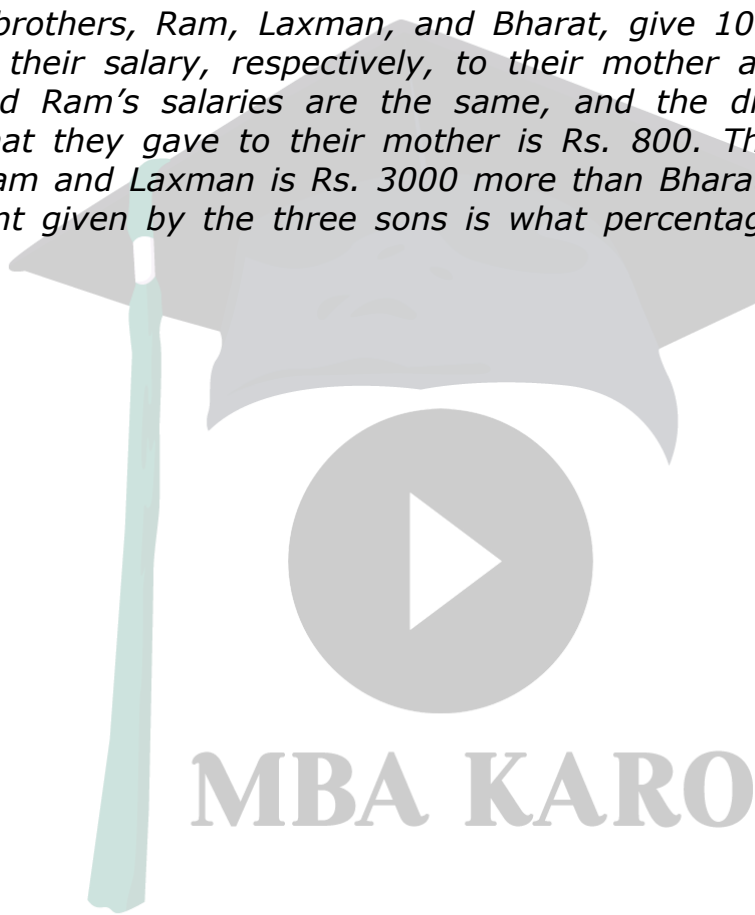 brothers, Ram, Laxman, and Bharat, give 10
their salary, respectively, to their mother a
d Ram's salaries are the same, and the di
at they gave to their mother is Rs. 800. Th
am and Laxman is Rs. 3000 more than Bhara
nt given by the three sons is what percentag
MBA KARO